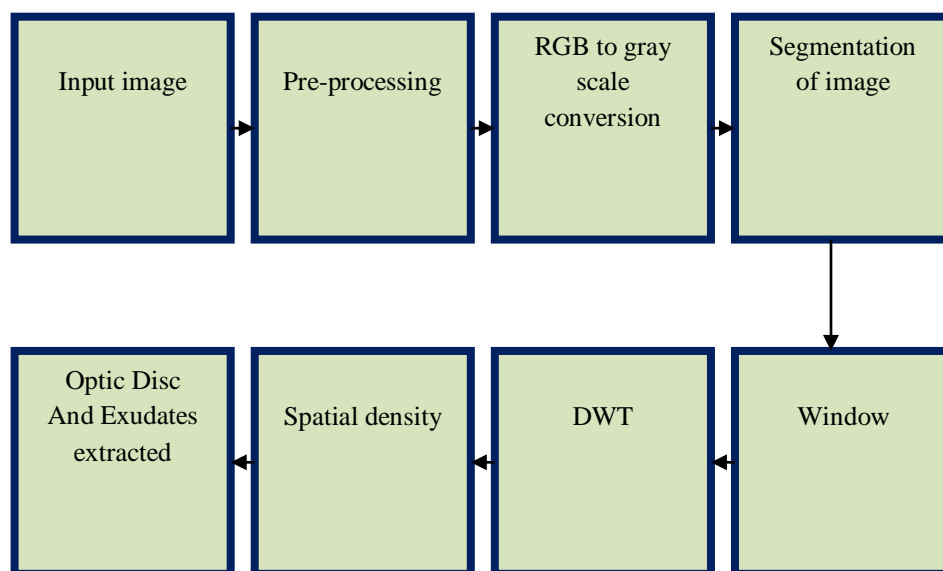 Input image
Pre-processing
RGB to gray
scale
conversion
Segmentation
of image
Optic Disc
And Exudates
extracted
Spatial density
DWT
Window